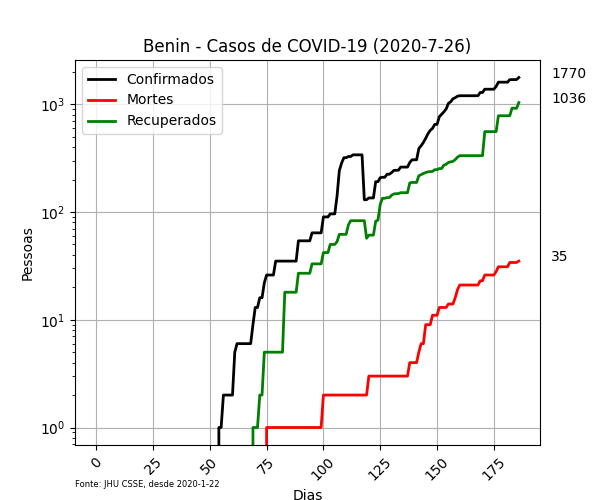 Benin - Casos de COVID-19 (2020-7-26)
Confirmados
Mortes
Recuperados
1770
1036
35
Pessoas
10³
10²
10¹
10⁰
0 25 50 75 100 125 150 175
Fonte: JHU CSSE, desde 2020-1-22
Dias